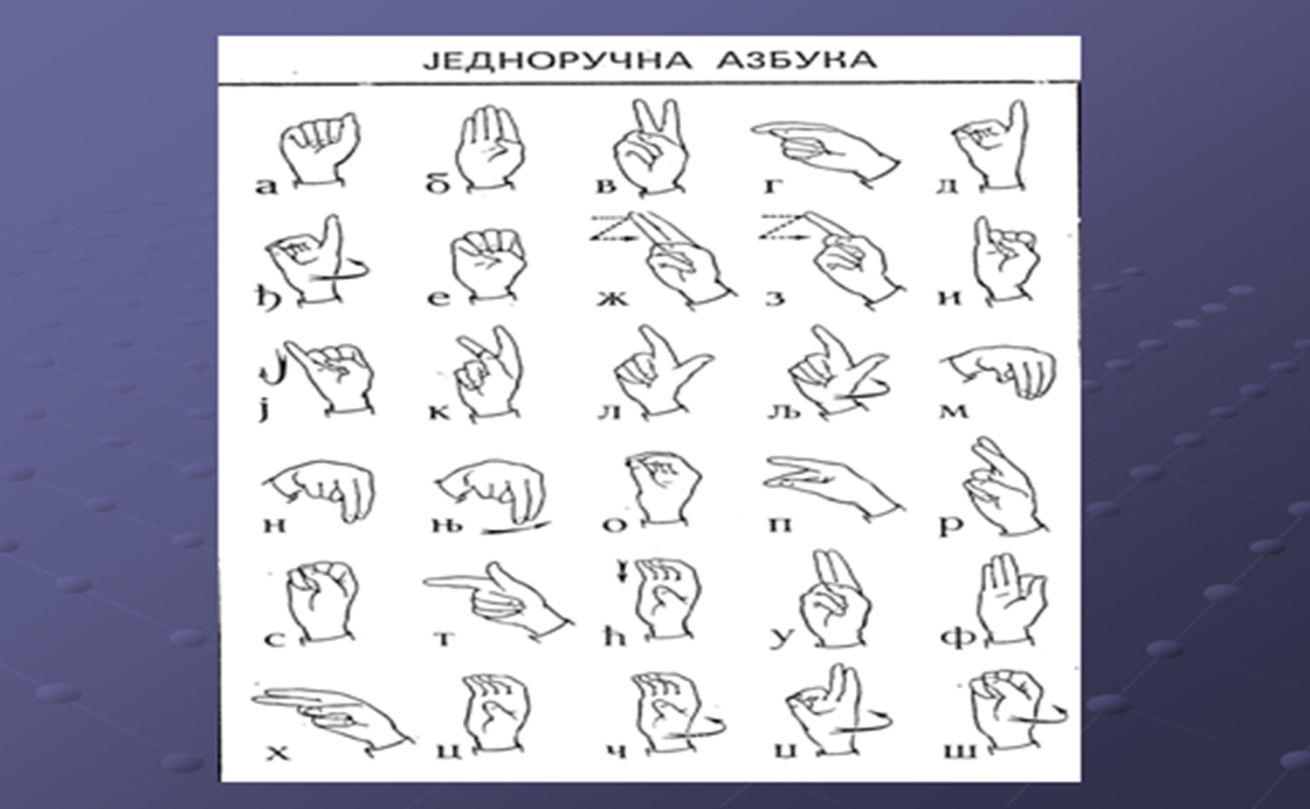 ЈЕДНОРУЧНА АЗБУКА
а б в г д
ђ е ж з и
ј к л љ м
н њ о п р
с т ћ у ф
х ц ч џ ш